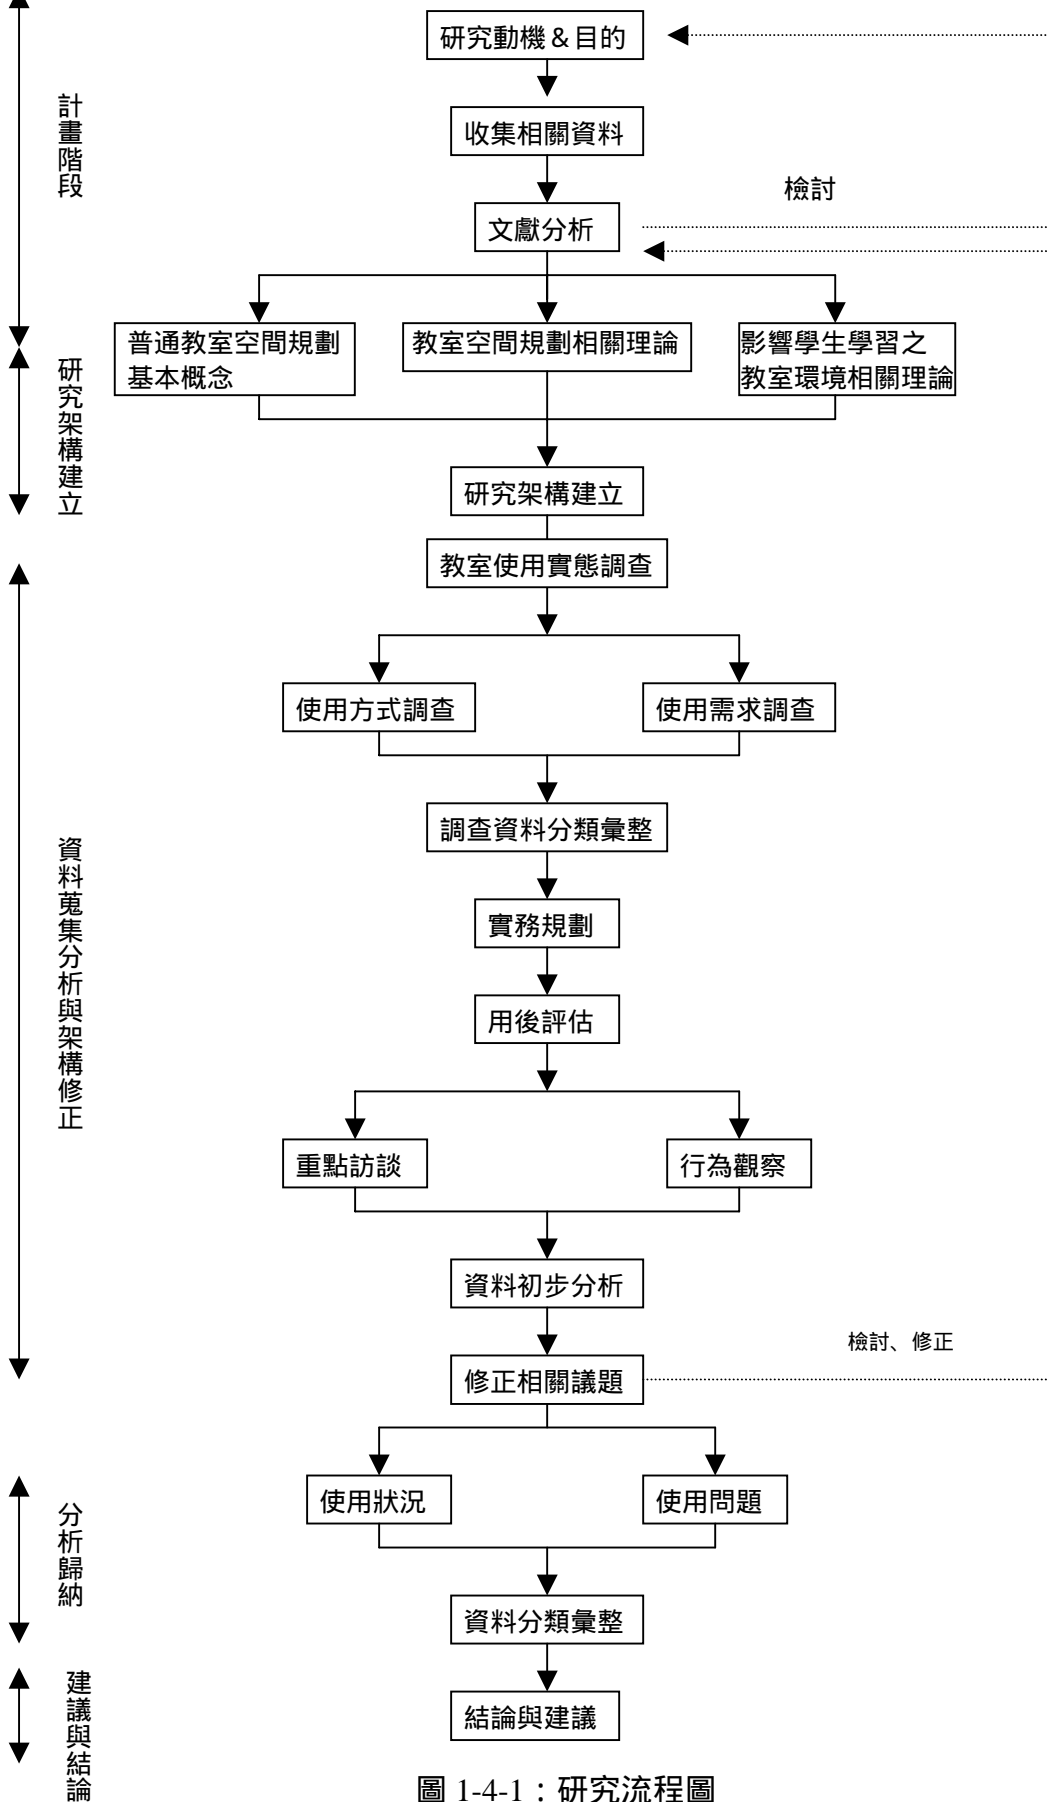 研究動機＆目的
計畫階段
收集相關資料
檢討
文獻分析
普通教室空間規劃
基本概念
教室空間規劃相關理論
影響學生學習之
教室環境相關理論
研究架構建立
研究架構建立
教室使用實態調查
使用方式調查
使用需求調查
調查資料分類彙整
資料蒐集分析與架構修正
實務規劃
用後評估
重點訪談
行為觀察
資料初步分析
檢討、修正
修正相關議題
使用狀況
使用問題
分析歸納
資料分類彙整
建議與結論
結論與建議
圖 1-4-1：研究流程圖